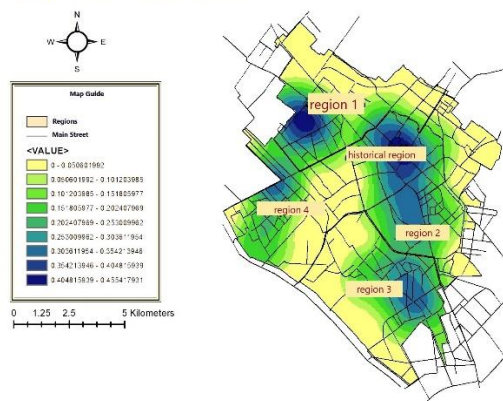 N
W E
S
Map Guide
Regions
Main Street
<VALUE>
0 - 0.050601992
0.050601992 - 0.101203985
0.101203985 - 0.151805977
0.151805977 - 0.202407969
0.202407969 - 0.253009962
0.253009962 - 0.303611954
0.303611954 - 0.354213946
0.354213946 - 0.404815939
0.404815939 - 0.455417931
0 1.25 2.5 5 Kilometers
region 1
historical region
region 4
region 2
region 3